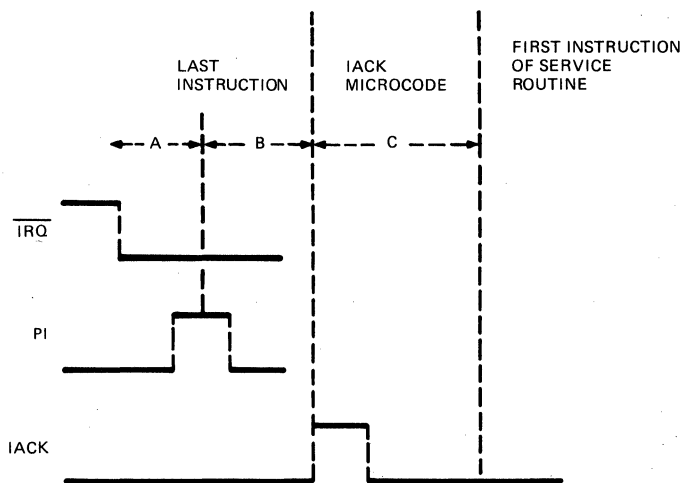 LAST
INSTRUCTION
IACK
MICROCODE
FIRST INSTRUCTION
OF SERVICE
ROUTINE
A
B
C
IRQ
PI
IACK